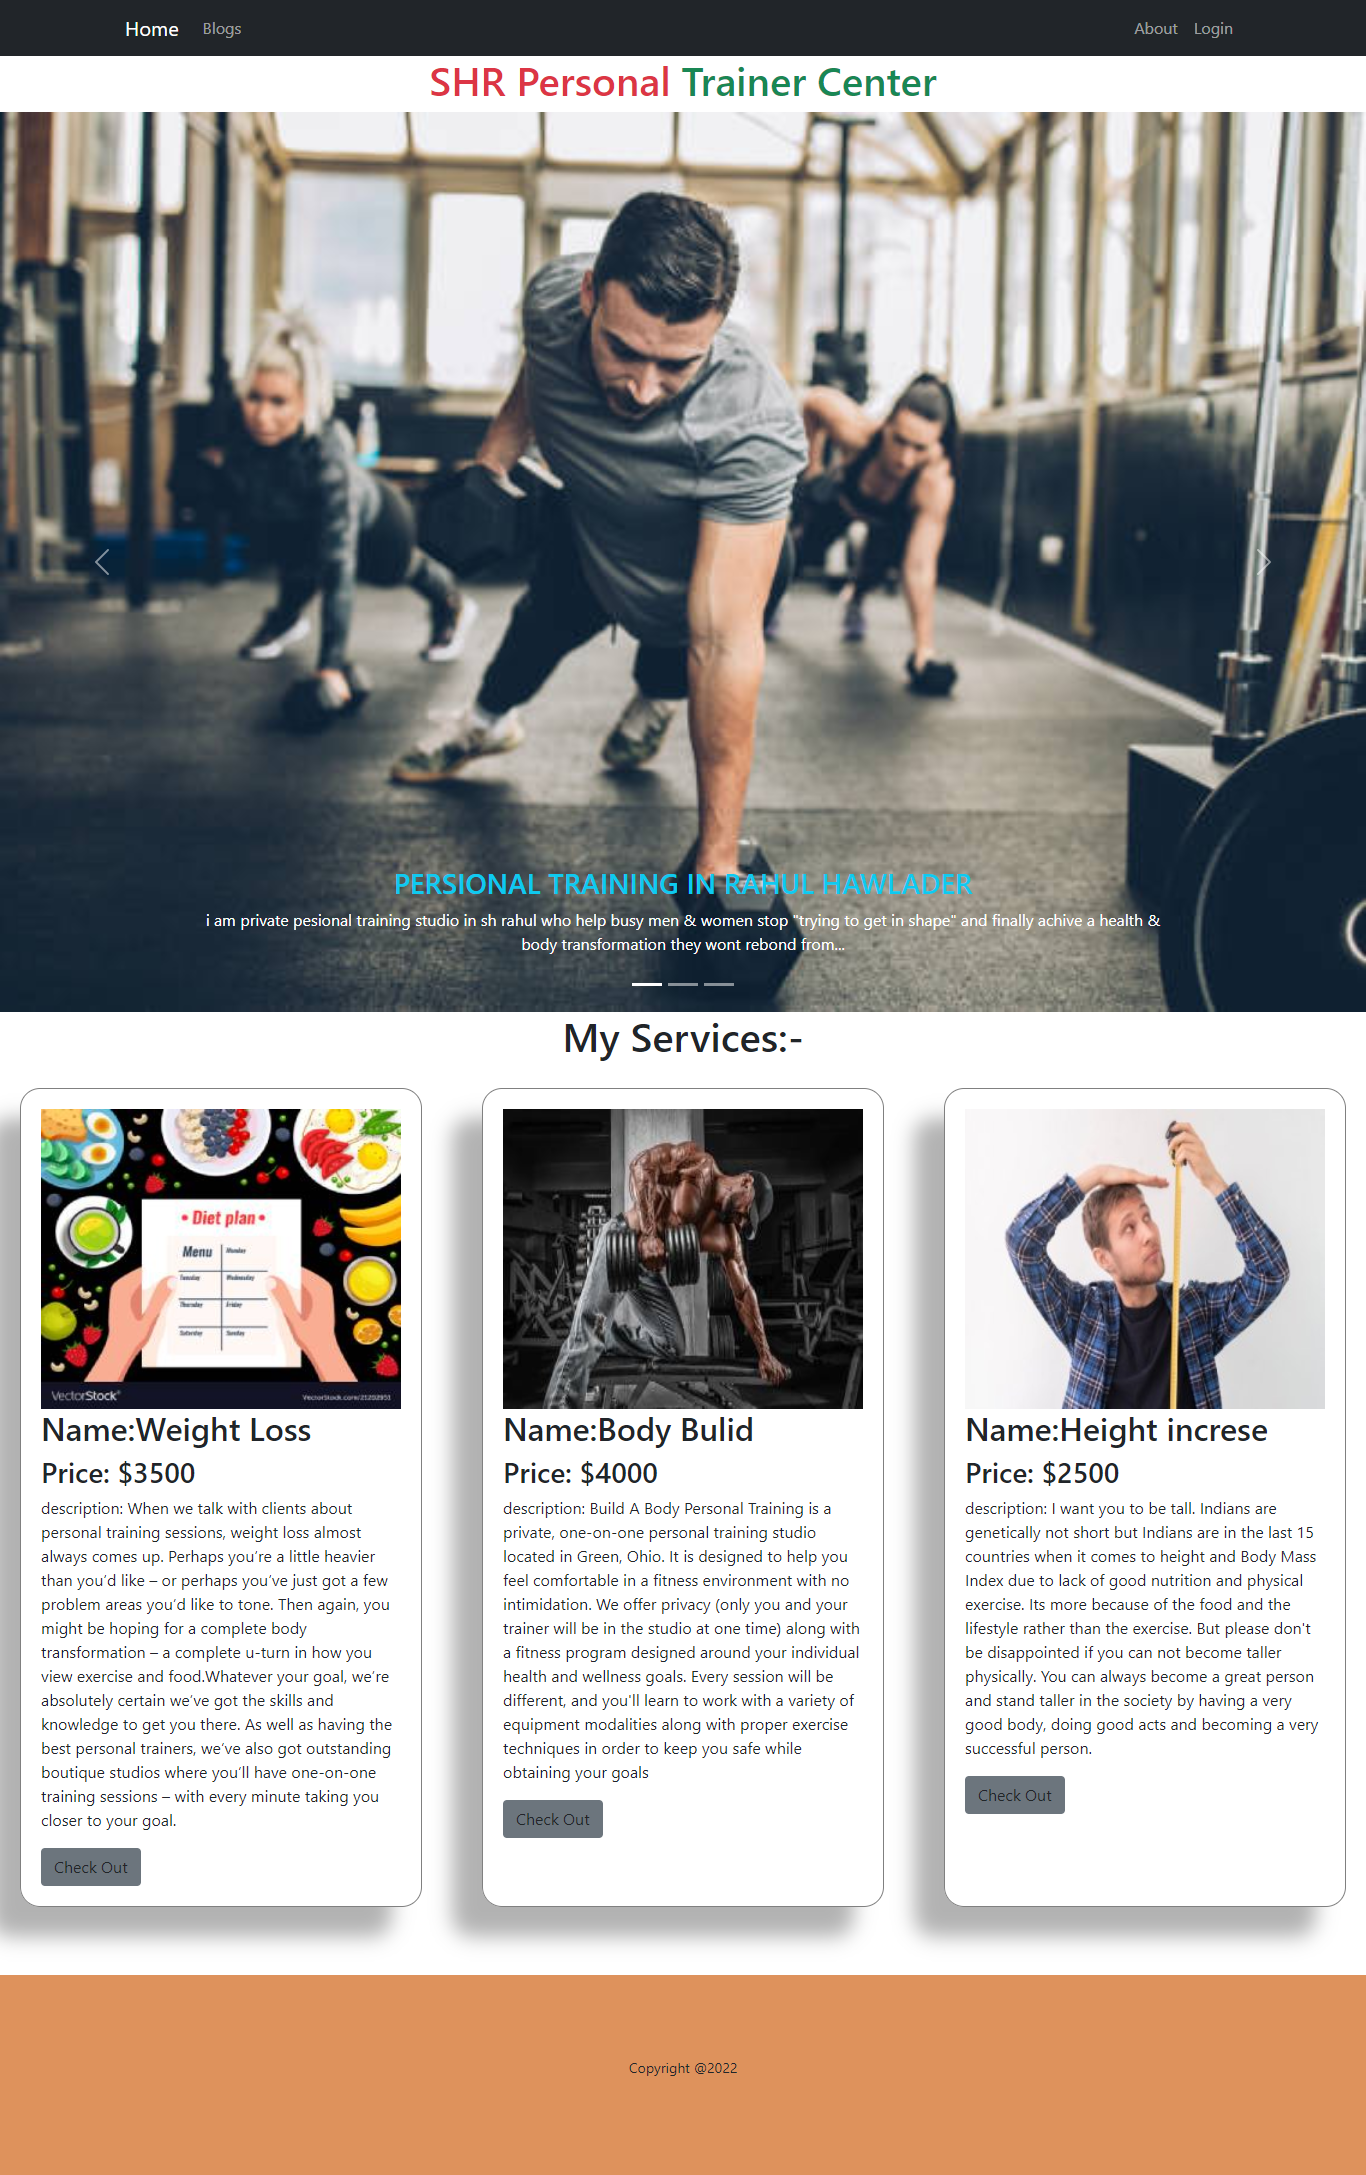 Home Blogs About Login
SHR Personal Trainer Center
PERSIONAL TRAINING IN RAHUL HAWLADER
i am private pesional training studio in sh rahul who help busy men & women stop "trying to get in shape" and finally achive a health &
body transformation they wont rebond from...
My Services:-
• Diet plan •
Menu Monday
Tuesday Wednesday
Thursday Friday
Saturday Sunday
VectorStock® VectorStock.com/21202951
Name:Weight Loss
Price: $3500
description: When we talk with clients about
personal training sessions, weight loss almost
always comes up. Perhaps you’re a little heavier
than you’d like – or perhaps you’ve just got a few
problem areas you’d like to tone. Then again, you
might be hoping for a complete body
transformation – a complete u-turn in how you
view exercise and food.Whatever your goal, we’re
absolutely certain we’ve got the skills and
knowledge to get you there. As well as having the
best personal trainers, we’ve also got outstanding
boutique studios where you’ll have one-on-one
training sessions – with every minute taking you
closer to your goal.
Check Out
Name:Body Bulid
Price: $4000
description: Build A Body Personal Training is a
private, one-on-one personal training studio
located in Green, Ohio. It is designed to help you
feel comfortable in a fitness environment with no
intimidation. We offer privacy (only you and your
trainer will be in the studio at one time) along with
a fitness program designed around your individual
health and wellness goals. Every session will be
different, and you'll learn to work with a variety of
equipment modalities along with proper exercise
techniques in order to keep you safe while
obtaining your goals
Check Out
Name:Height increse
Price: $2500
description: I want you to be tall. Indians are
genetically not short but Indians are in the last 15
countries when it comes to height and Body Mass
Index due to lack of good nutrition and physical
exercise. Its more because of the food and the
lifestyle rather than the exercise. But please don't
be disappointed if you can not become taller
physically. You can always become a great person
and stand taller in the society by having a very
good body, doing good acts and becoming a very
successful person.
Check Out
Copyright @2022